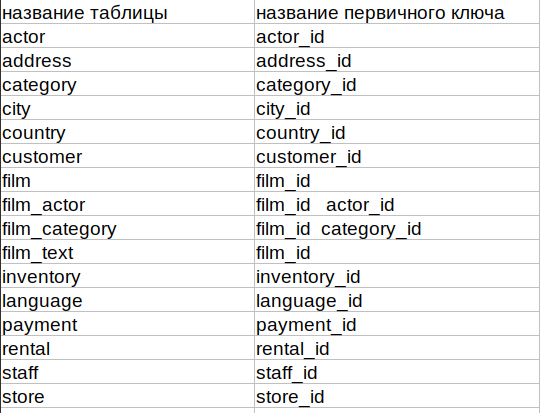 название таблицы название первичного ключа
actor actor_id
address address_id
category category_id
city city_id
country country_id
customer customer_id
film film_id
film_actor film_id actor_id
film_category film_id category_id
film_text film_id
inventory inventory_id
language language_id
payment payment_id
rental rental_id
staff staff_id
store store_id